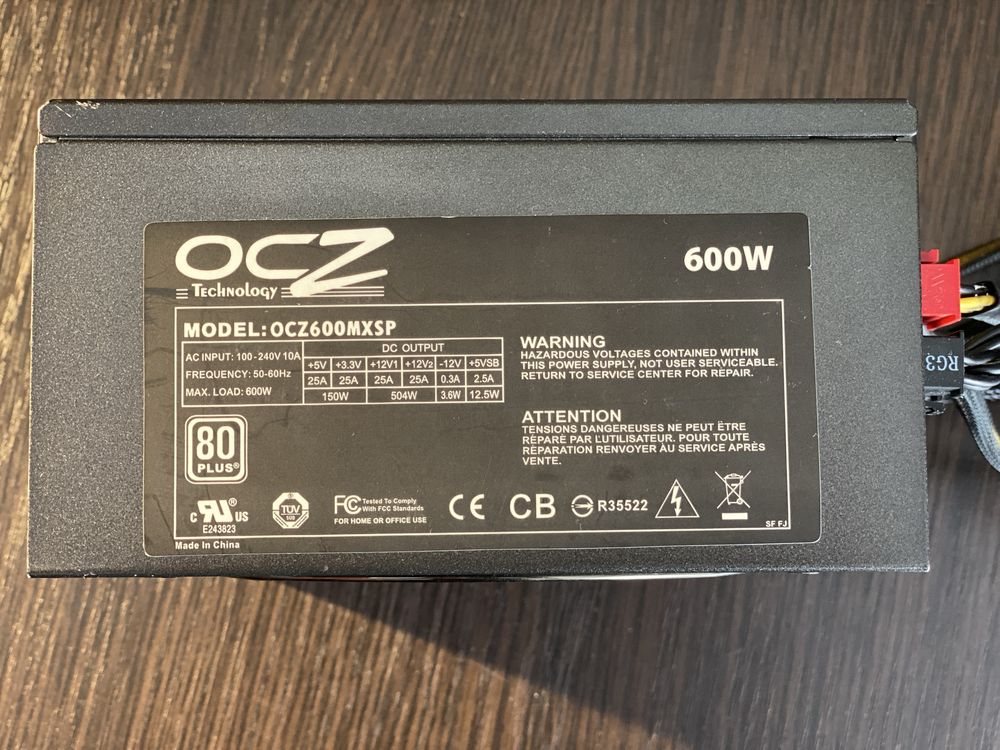 OCZ
Technology
600W
MODEL:OCZ600MXSP
AC INPUT: 100-240V 10A
FREQUENCY: 50-60Hz
MAX. LOAD: 600W
DC OUTPUT
+5V +3.3V +12V1 +12V2 -12V +5VSB
25A 25A 25A 25A 0.3A 2.5A
150W 504W 3.6W 12.5W
WARNING
HAZARDOUS VOLTAGES CONTAINED WITHIN
THIS POWER SUPPLY, NOT USER SERVICEABLE.
RETURN TO SERVICE CENTER FOR REPAIR.
ATTENTION
TENSIONS DANGEREUSES NE PEUT ÊTRE
RÉPARÉ PAR L'UTILISATEUR. POUR TOUTE
RÉPARATION RENVOYER ÀU SERVICE APRÈS
VENTE.
80
PLUS®
c RU® US
E243823
TÜV
FC Tested To Comply
With FCC Standards
FOR HOME OR OFFICE USE
CE
CB
R35522
SF FJ
Made In China
RG3